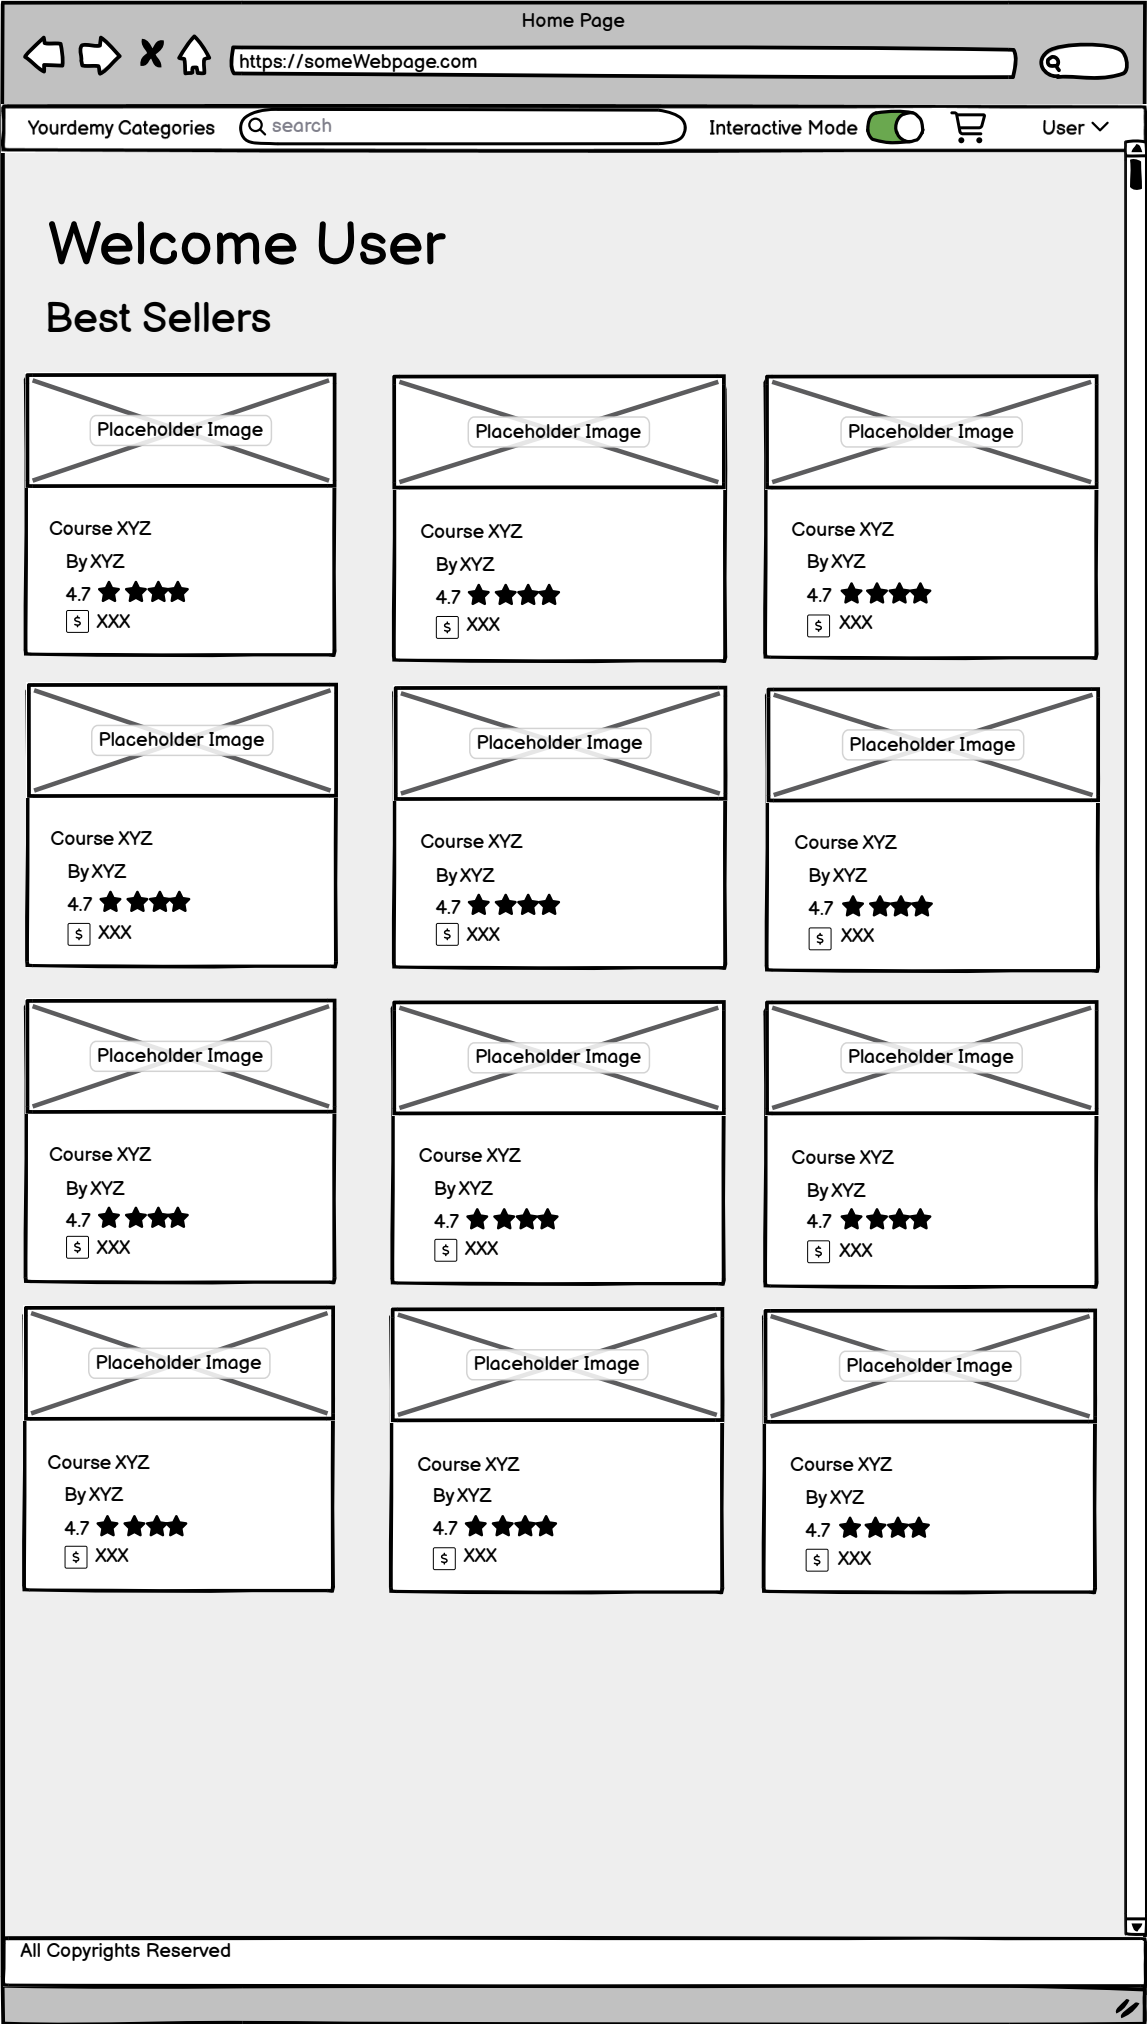 Home Page
https://someWebpage.com
Yourdemy Categories search Interactive Mode User
Welcome User
Best Sellers
Placeholder Image Placeholder Image Placeholder Image
Course XYZ Course XYZ Course XYZ
By XYZ By XYZ By XYZ
4.7 4.7 4.7
$ XXX $ XXX $ XXX
Placeholder Image Placeholder Image Placeholder Image
Course XYZ Course XYZ Course XYZ
By XYZ By XYZ By XYZ
4.7 4.7 4.7
$ XXX $ XXX $ XXX
Placeholder Image Placeholder Image Placeholder Image
Course XYZ Course XYZ Course XYZ
By XYZ By XYZ By XYZ
4.7 4.7 4.7
$ XXX $ XXX $ XXX
Placeholder Image Placeholder Image Placeholder Image
Course XYZ Course XYZ Course XYZ
By XYZ By XYZ By XYZ
4.7 4.7 4.7
$ XXX $ XXX $ XXX
All Copyrights Reserved